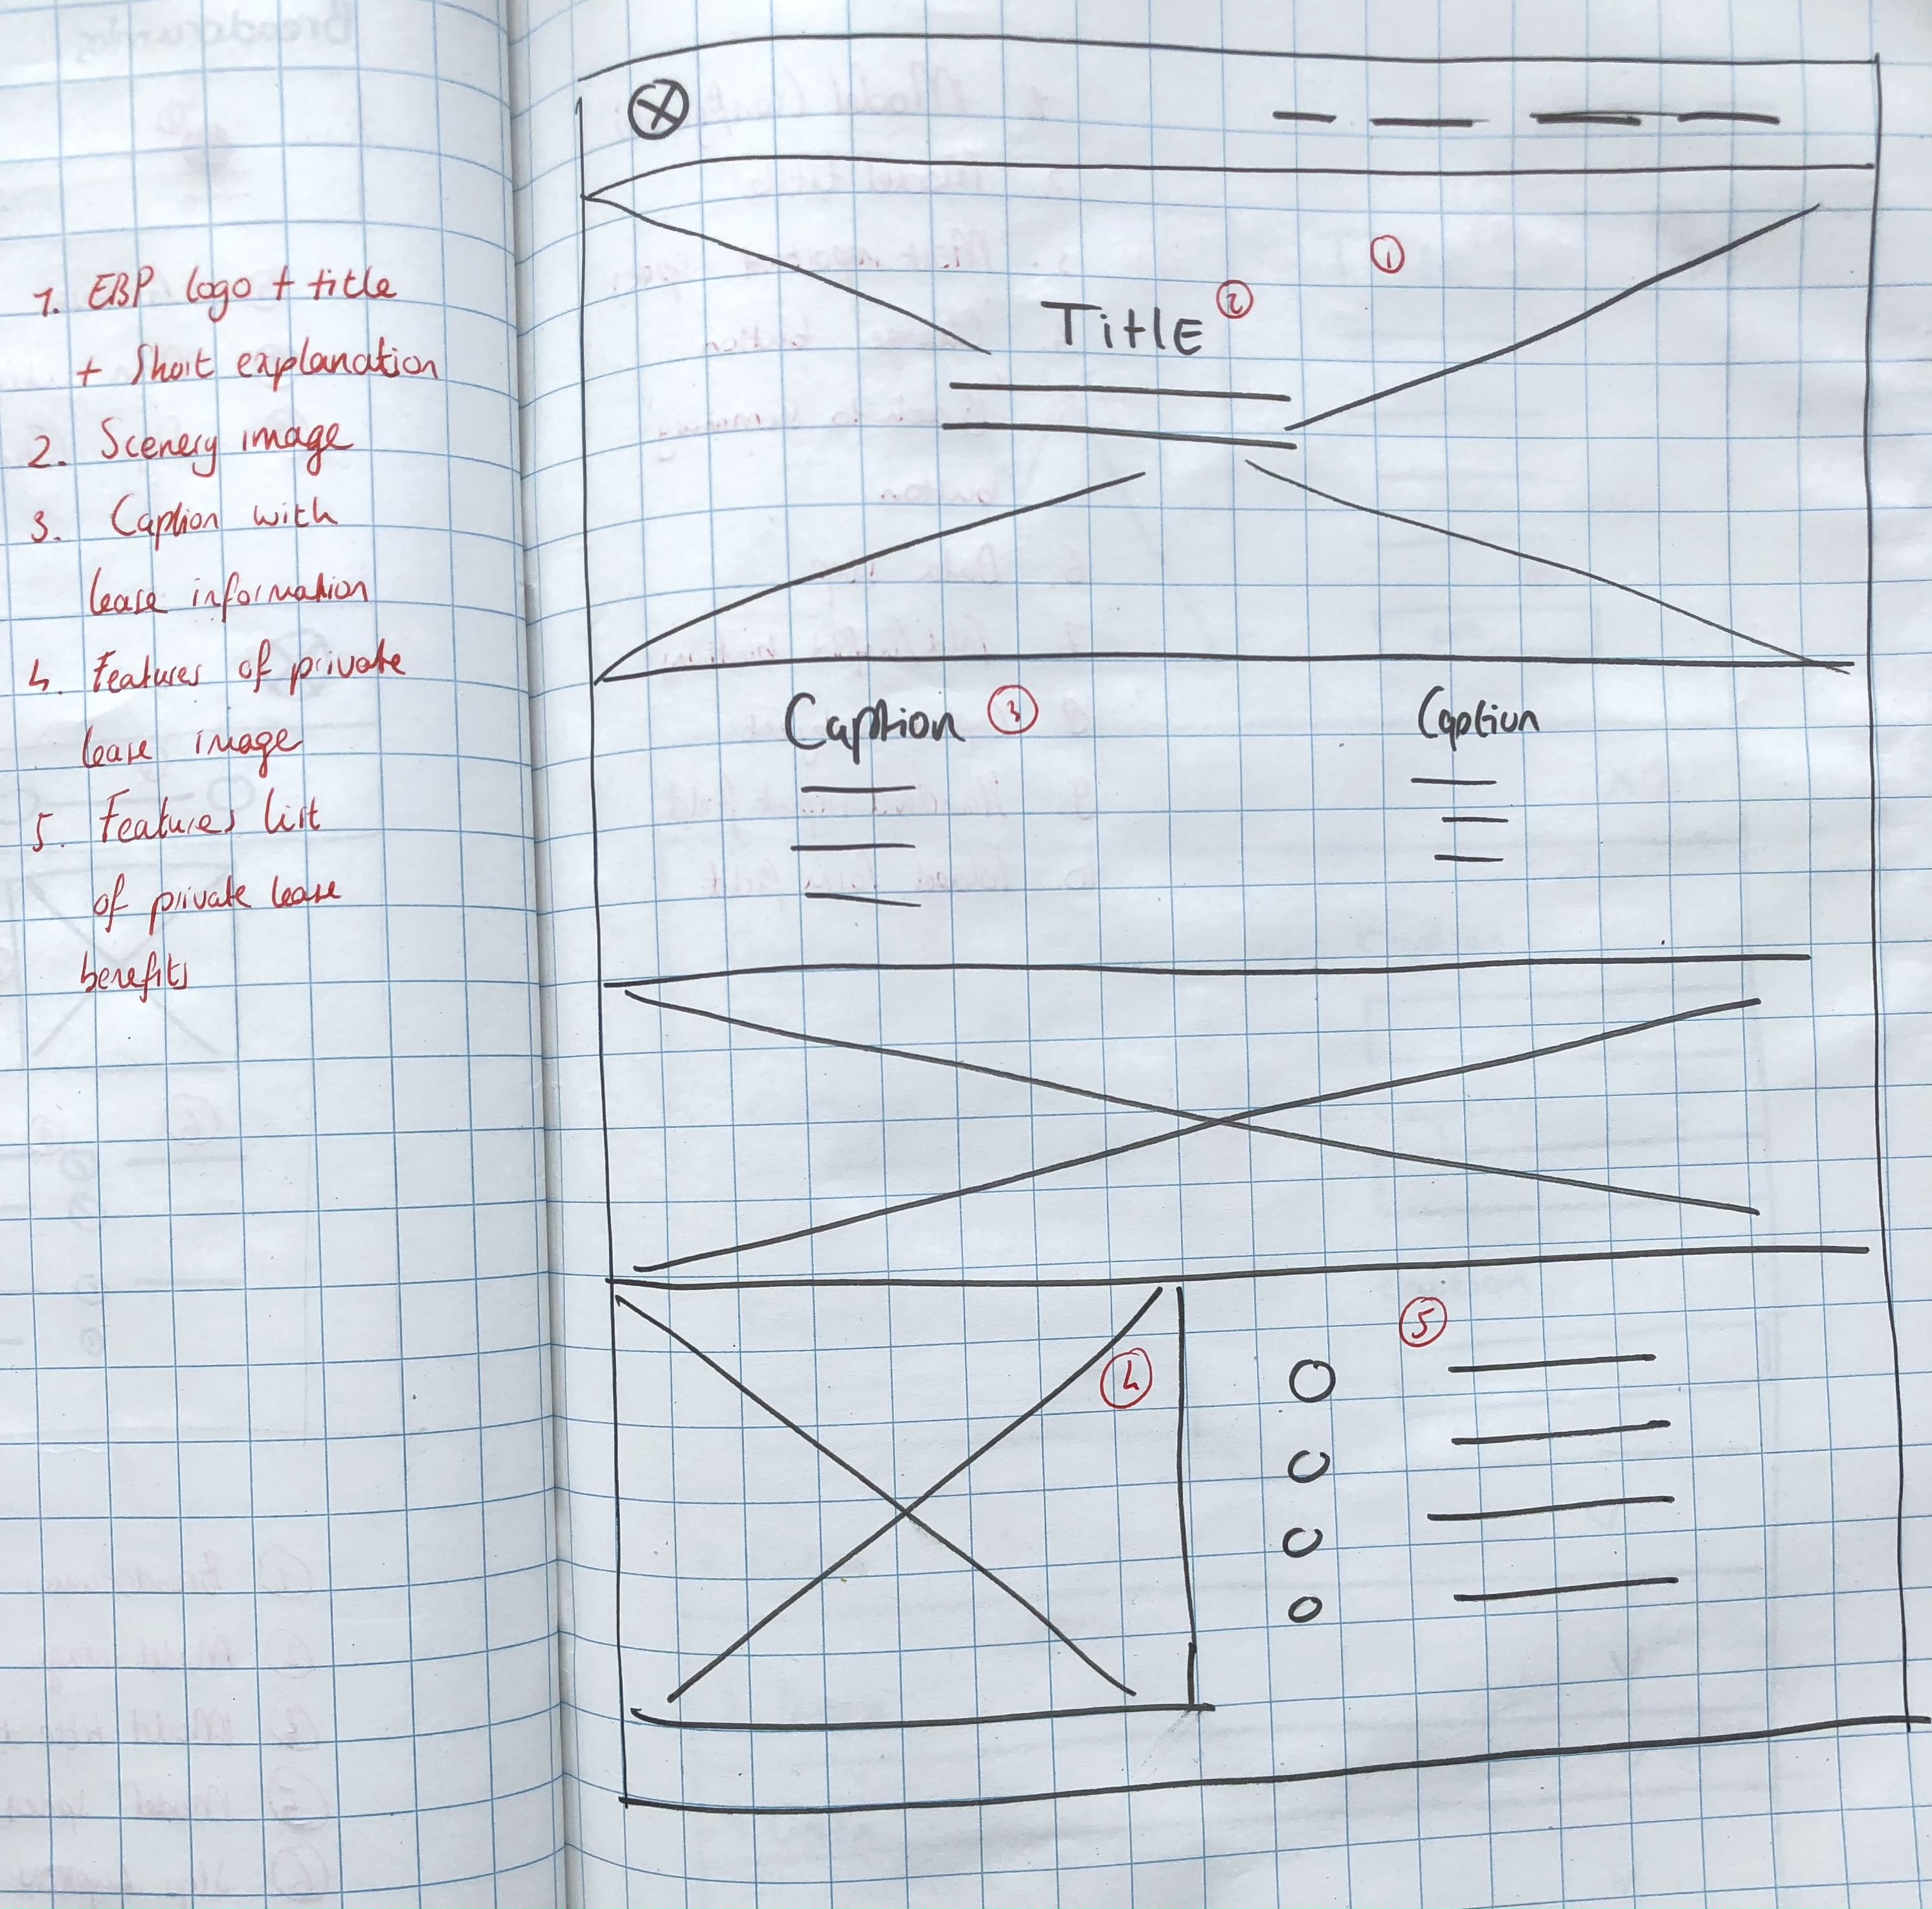 1. EBP logo + title
+ Short explanation
2. Scenery image
3. Caption with
lease information
4. Features of private
lease image
5. Features list
of private lease
benefits
1
Title 2
Caption 3
Caption
4
5